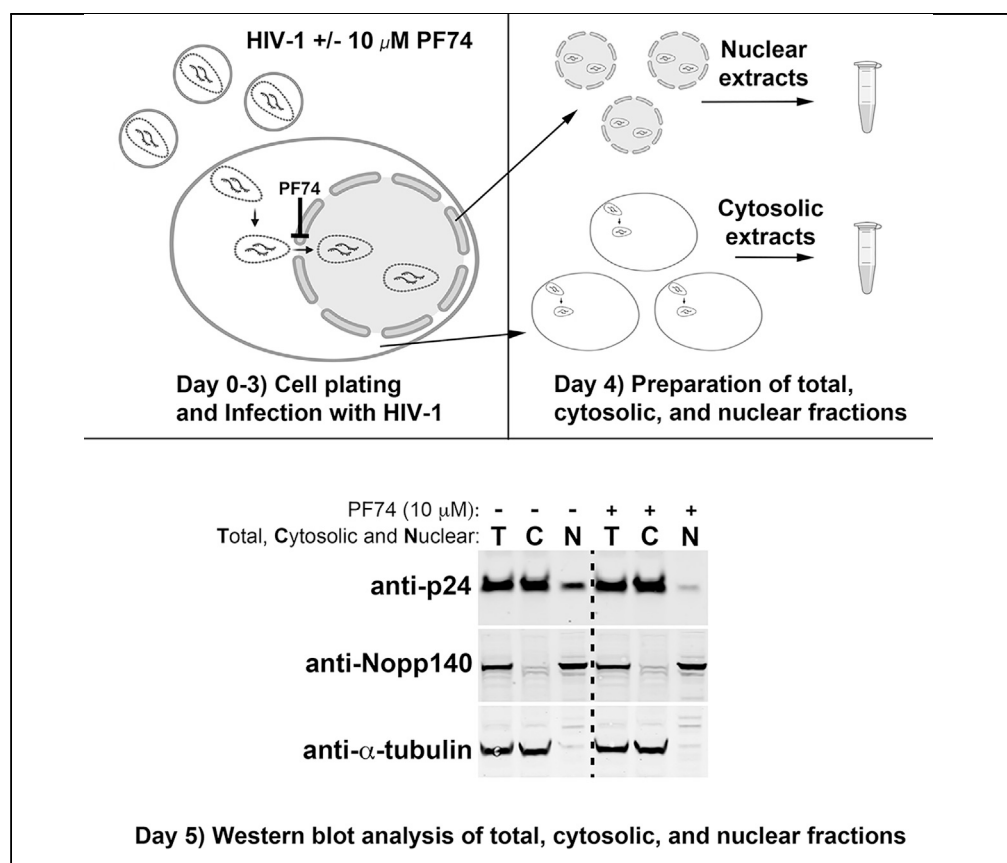 HIV-1 +/- 10 μM PF74
PF74
Day 0-3) Cell plating
and Infection with HIV-1
Nuclear
extracts
Cytosolic
extracts
Day 4) Preparation of total,
cytosolic, and nuclear fractions
PF74 (10 μM): - - - + + +
Total, Cytosolic and Nuclear: T C N T C N
anti-p24
anti-Nopp140
anti-α-tubulin
Day 5) Western blot analysis of total, cytosolic, and nuclear fractions